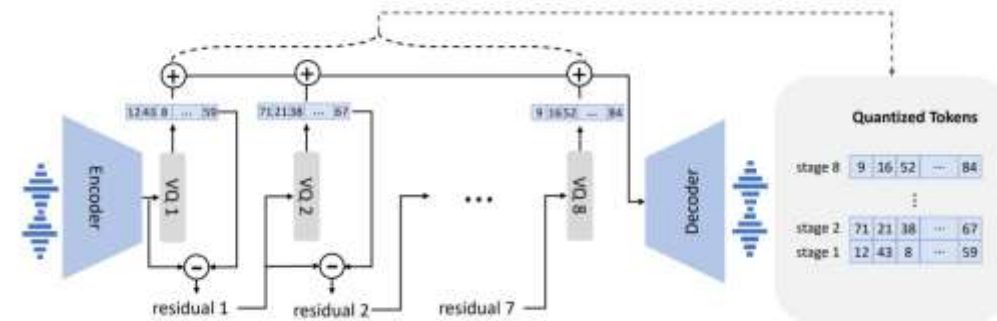 Encoder
12 43 8 ... 59
VQ 1
residual 1
71 21 38 ... 67
VQ 2
residual 2
...
residual 7
9 16 52 ... 84
VQ 8
Decoder
Quantized Tokens
stage 8 9 16 52 ... 84
⋮
stage 2 71 21 38 ... 67
stage 1 12 43 8 ... 59